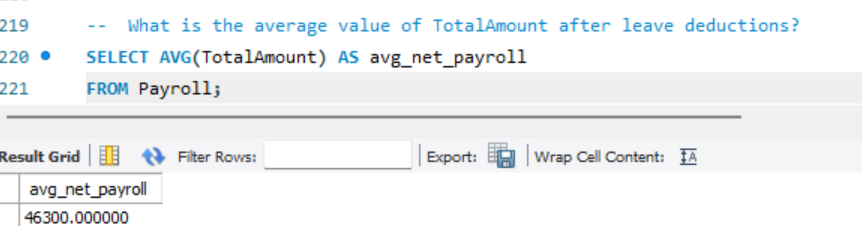 219 -- What is the average value of TotalAmount after leave deductions?
220 SELECT AVG(TotalAmount) AS avg_net_payroll
221 FROM Payroll;
Result Grid Filter Rows: Export: Wrap Cell Content:
avg_net_payroll
46300.000000